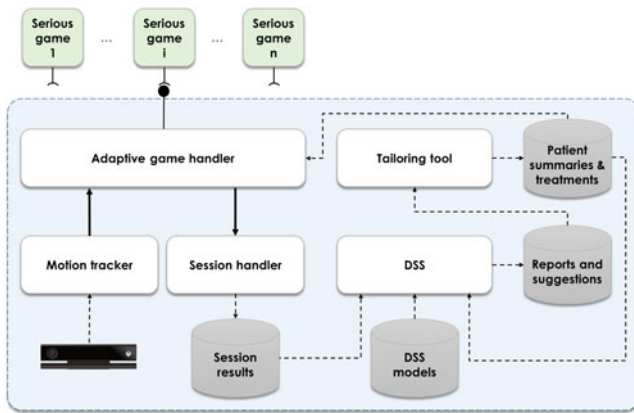 Serious
game
1
...
Serious
game
i
...
Serious
game
n
Adaptive game handler
Tailoring tool
Patient
summaries &
treatments
Motion tracker
Session handler
DSS
Reports and
suggestions
Session
results
DSS
models